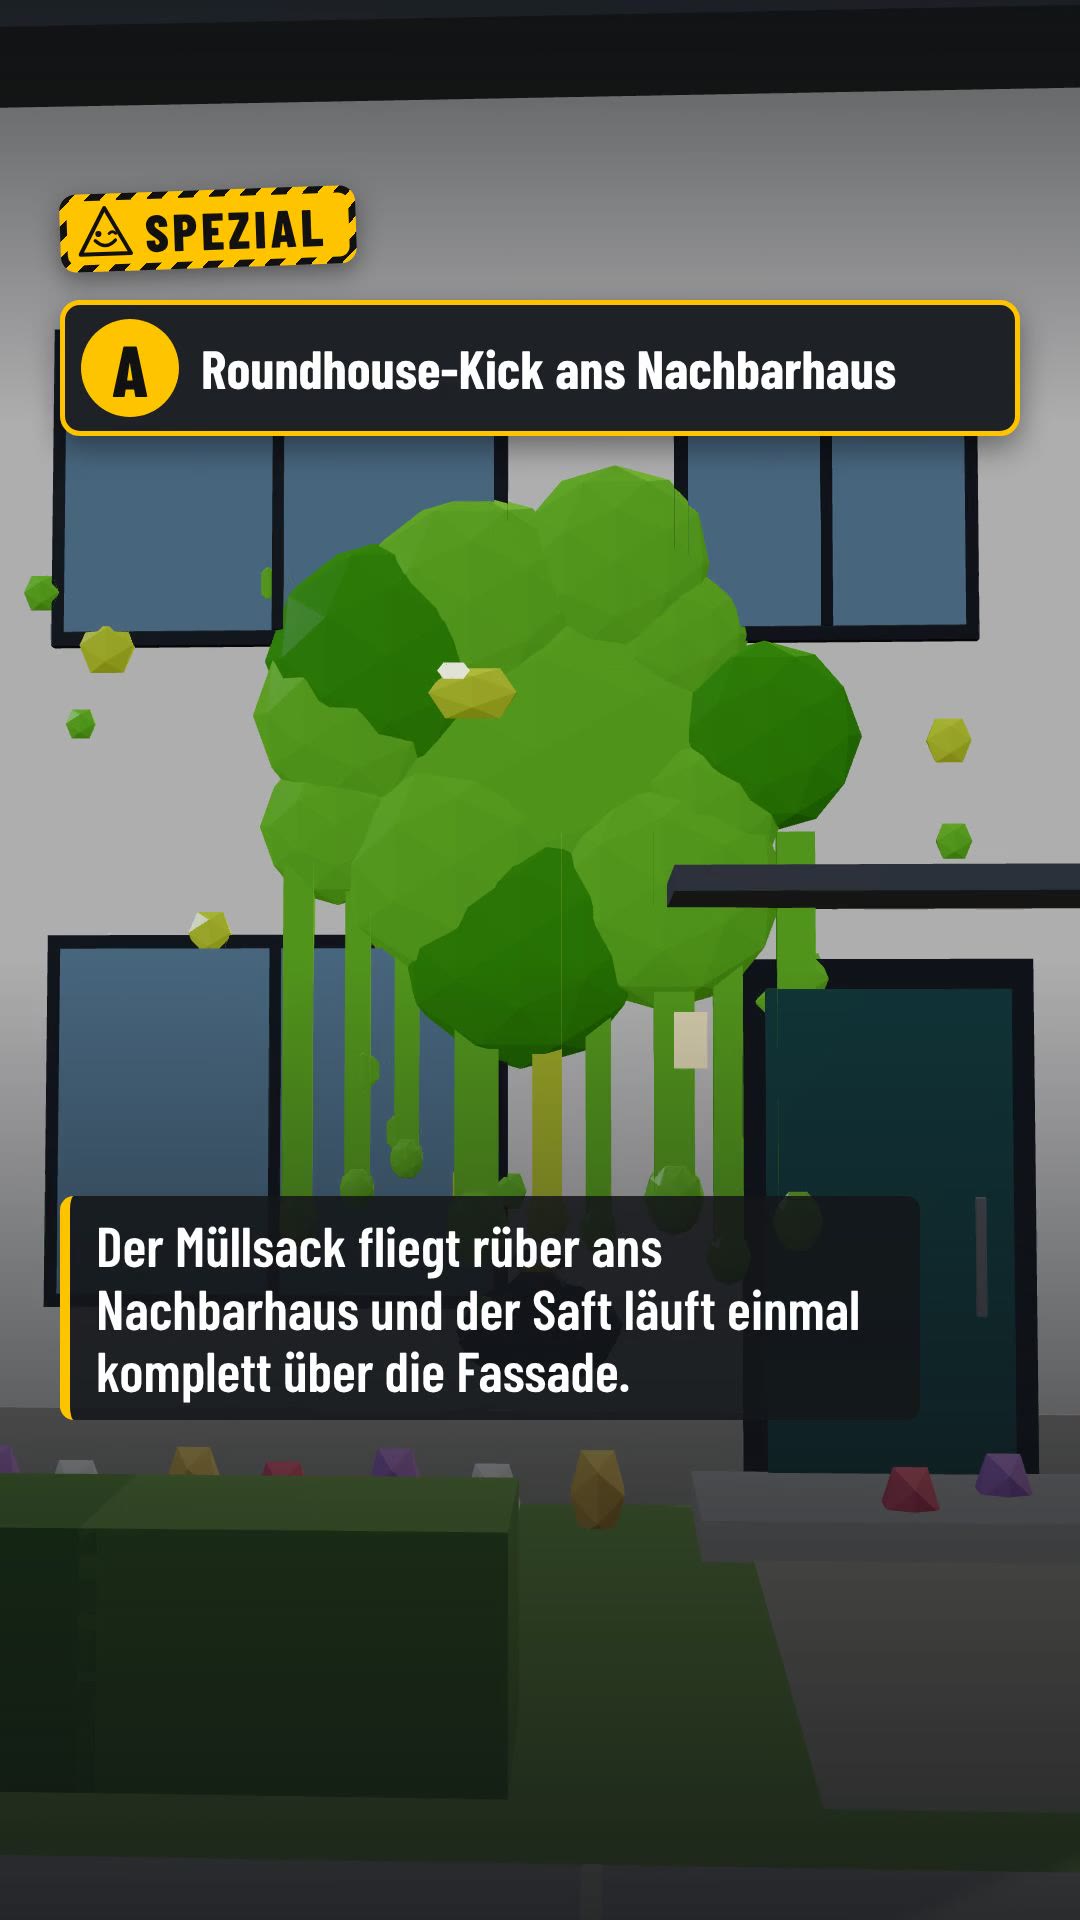 SPEZIAL
A Roundhouse-Kick ans Nachbarhaus
Der Müllsack fliegt rüber ans
Nachbarhaus und der Saft läuft einmal
komplett über die Fassade.